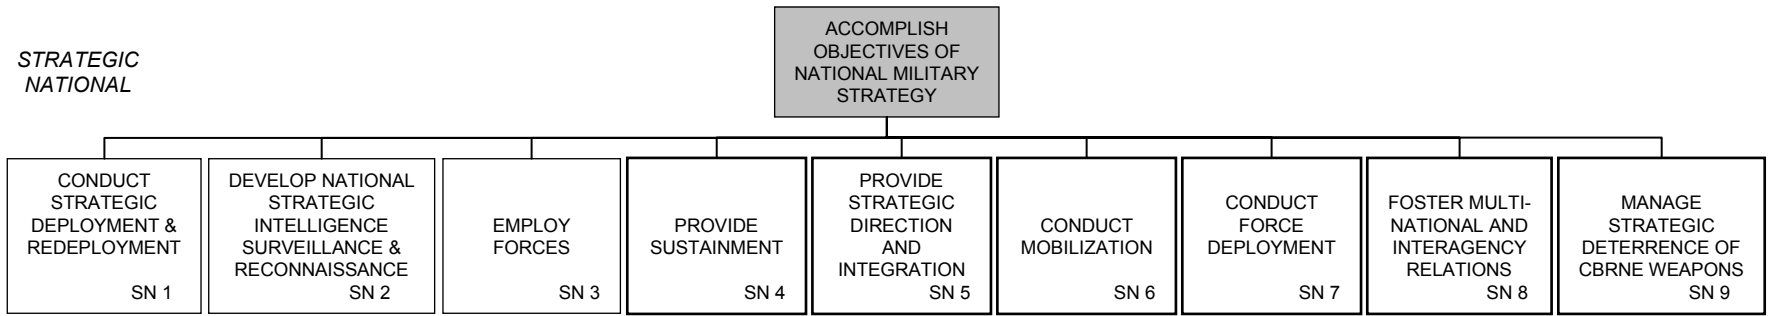 STRATEGIC
NATIONAL
ACCOMPLISH
OBJECTIVES OF
NATIONAL MILITARY
STRATEGY
CONDUCT
STRATEGIC
DEPLOYMENT &
REDEPLOYMENT
SN 1
DEVELOP NATIONAL
STRATEGIC
INTELLIGENCE
SURVEILLANCE &
RECONNAISSANCE
SN 2
EMPLOY
FORCES
SN 3
PROVIDE
SUSTAINMENT
SN 4
PROVIDE
STRATEGIC
DIRECTION
AND
INTEGRATION
SN 5
CONDUCT
MOBILIZATION
SN 6
CONDUCT
FORCE
DEPLOYMENT
SN 7
FOSTER MULTI-
NATIONAL AND
INTERAGENCY
RELATIONS
SN 8
MANAGE
STRATEGIC
DETERRENCE OF
CBRNE WEAPONS
SN 9